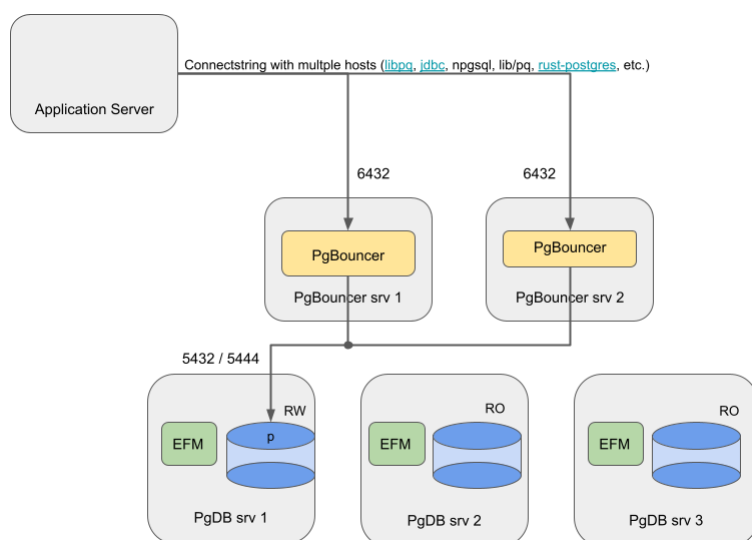 Connectstring with multple hosts (libpq, jdbc, npgsql, lib/pq, rust-postgres, etc.)
Application Server
6432
6432
PgBouncer
PgBouncer
PgBouncer srv 1
PgBouncer srv 2
5432 / 5444
RW
RO
RO
EFM
p
EFM
EFM
PgDB srv 1
PgDB srv 2
PgDB srv 3